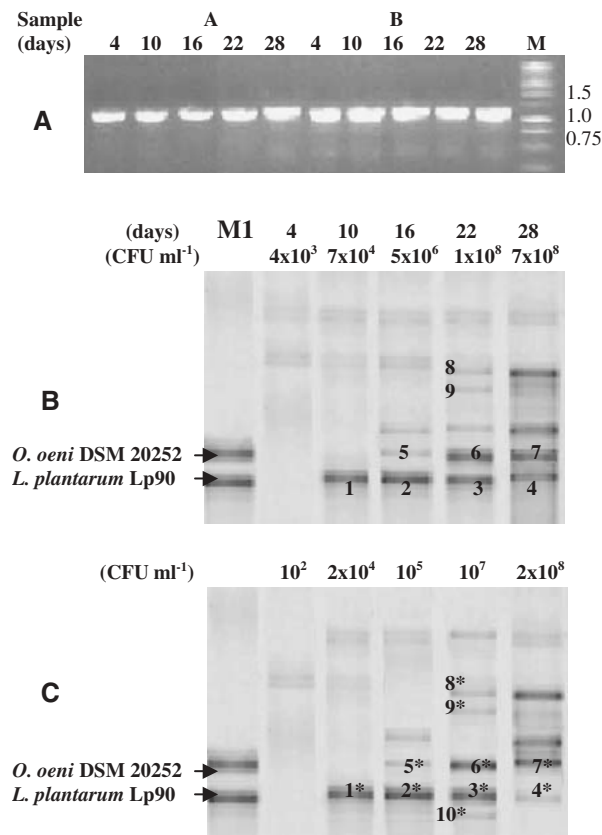 Sample A B
(days) 4 10 16 22 28 4 10 16 22 28 M
A
1.5
1.0
0.75
(days) M1 4 10 16 22 28
(CFU ml⁻¹) 4x10³ 7x10⁴ 5x10⁶ 1x10⁸ 7x10⁸
8
9
B
O. oeni DSM 20252 5 6 7
L. plantarum Lp90 1 2 3 4
(CFU ml⁻¹) 10² 2x10⁴ 10⁵ 10⁷ 2x10⁸
C
8*
9*
O. oeni DSM 20252 5* 6* 7*
L. plantarum Lp90 1* 2* 3* 4*
10*